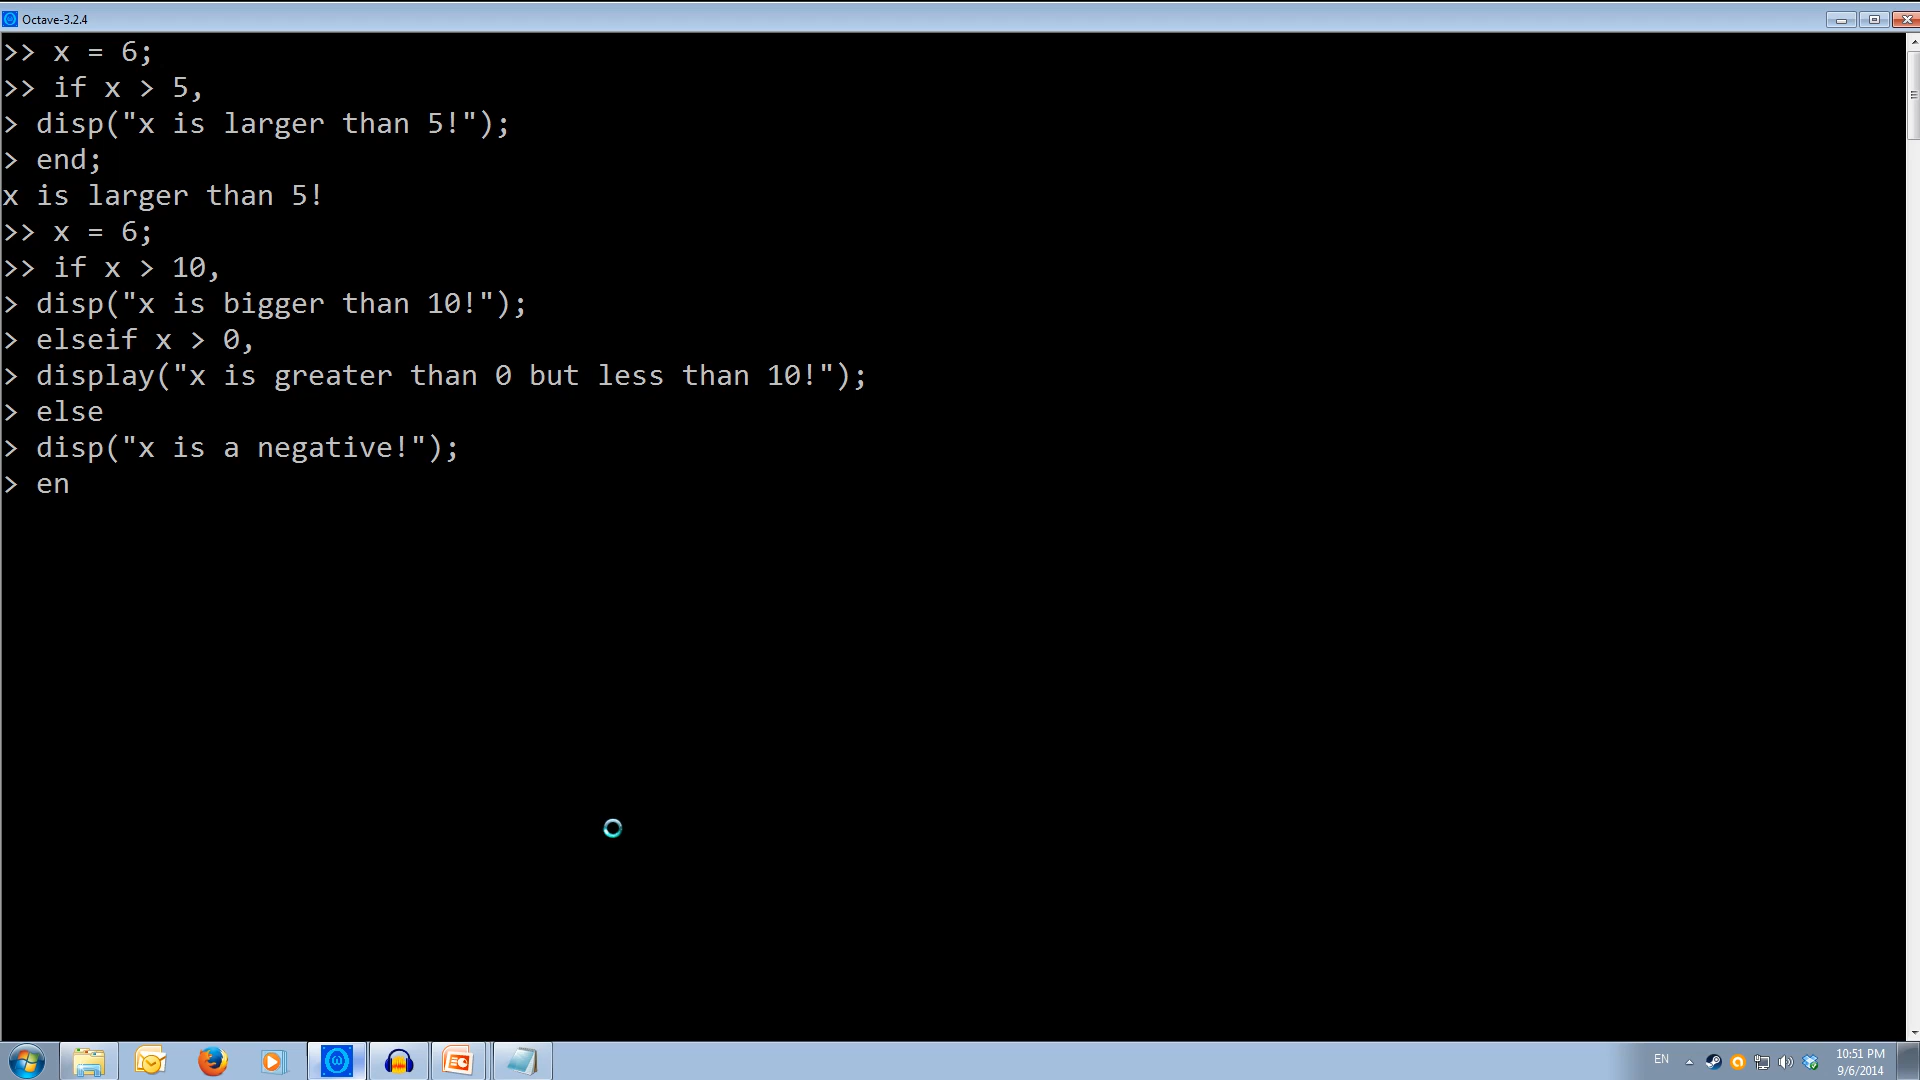 Octave-3.2.4
>> x = 6;
>> if x > 5,
> disp("x is larger than 5!");
> end;
x is larger than 5!
>> x = 6;
>> if x > 10,
> disp("x is bigger than 10!");
> elseif x > 0,
> display("x is greater than 0 but less than 10!");
> else
> disp("x is a negative!");
> en
EN
10:51 PM
9/6/2014